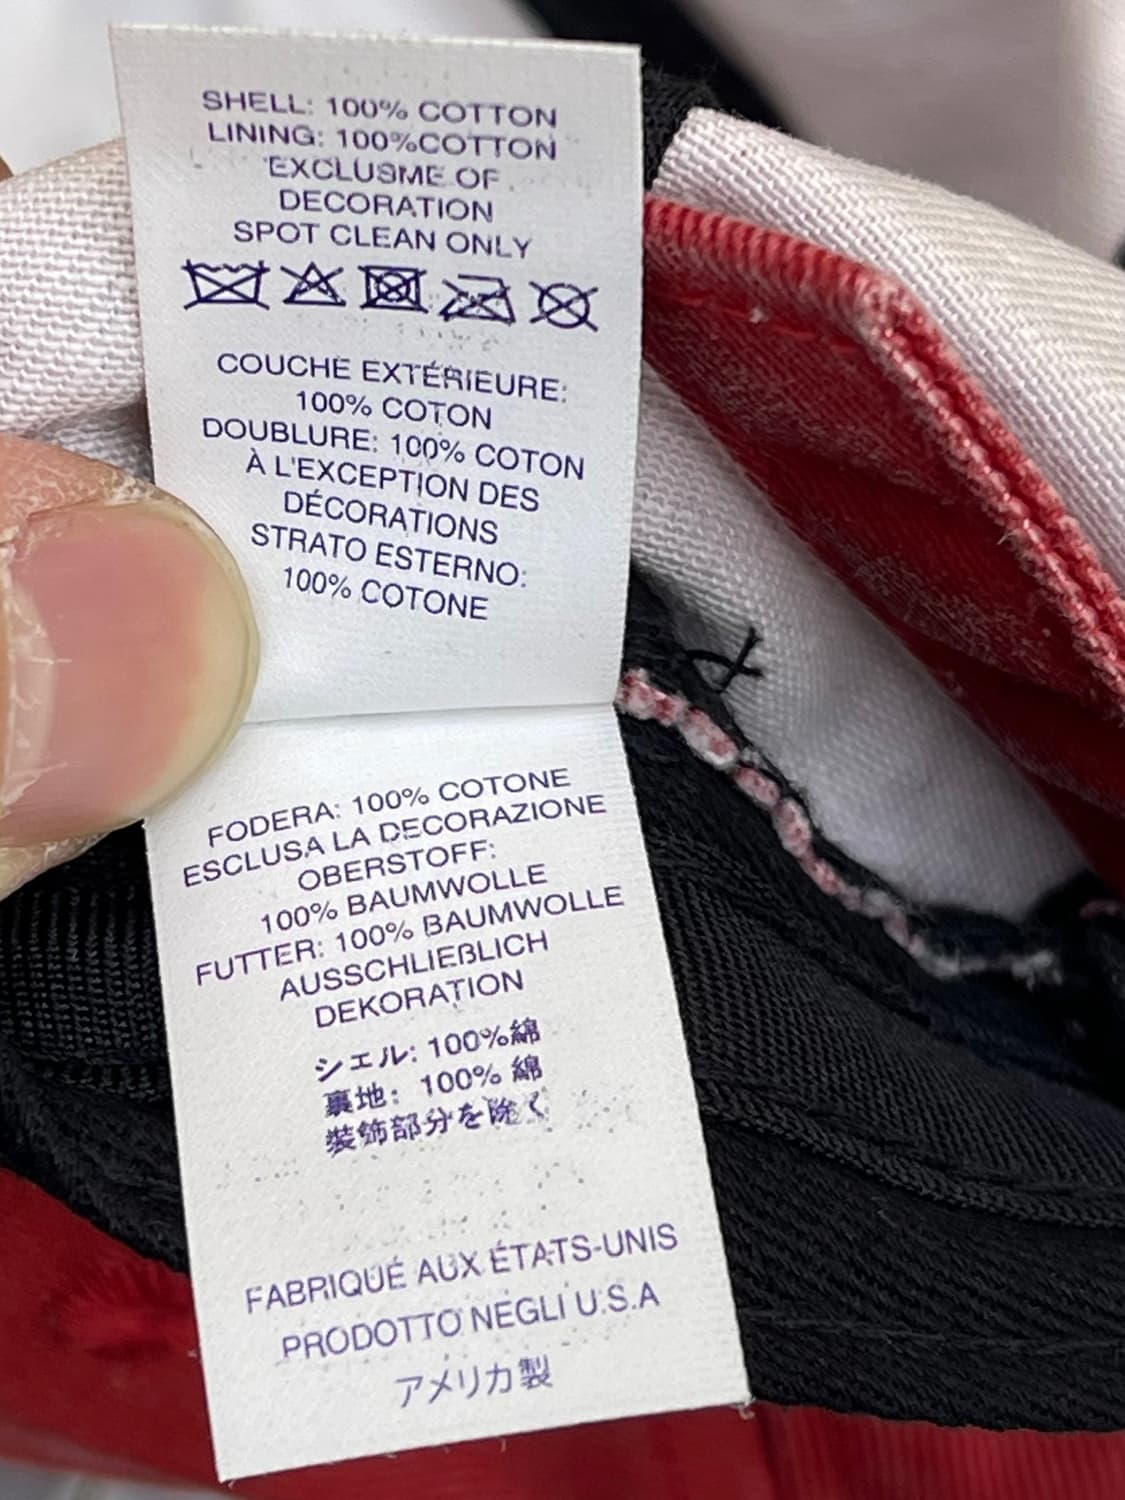 SHELL: 100% COTTON
LINING: 100%COTTON
EXCLUSME OF
DECORATION
SPOT CLEAN ONLY
COUCHE EXTÉRIEURE:
100% COTON
DOUBLURE: 100% COTON
À L'EXCEPTION DES
DÉCORATIONS
STRATO ESTERNO:
100% COTONE
FODERA: 100% COTONE
ESCLUSA LA DECORAZIONE
OBERSTOFF:
100% BAUMWOLLE
FUTTER: 100% BAUMWOLLE
AUSSCHLIEßLICH
DEKORATION
シェル: 100%綿
裏地: 100% 綿
装飾部分を除く
FABRIQUÉ AUX ÉTATS-UNIS
PRODOTTO NEGLI U.S.A
アメリカ製